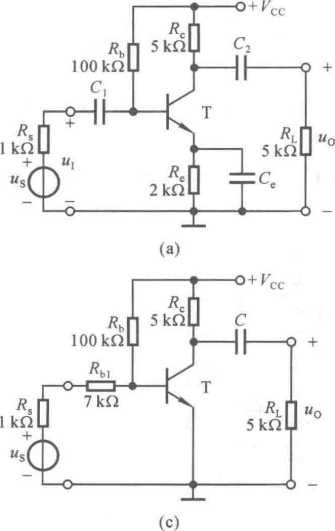 +V_CC
R_b
100 kΩ
R_c
5 kΩ
C_2
+
C_1
T
R_s
1 kΩ
+
u_S
−
+
u_I
−
R_e
2 kΩ
C_e
R_L
5 kΩ
u_O
−
(a)
+V_CC
R_b
100 kΩ
R_c
5 kΩ
C
+
R_b1
7 kΩ
T
R_s
1 kΩ
+
u_S
−
R_L
5 kΩ
u_O
−
(c)